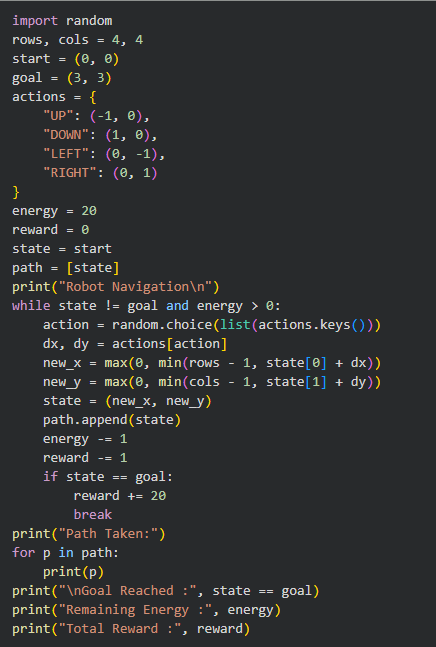 import random
rows, cols = 4, 4
start = (0, 0)
goal = (3, 3)
actions = {
    "UP": (-1, 0),
    "DOWN": (1, 0),
    "LEFT": (0, -1),
    "RIGHT": (0, 1)
}
energy = 20
reward = 0
state = start
path = [state]
print("Robot Navigation\n")
while state != goal and energy > 0:
    action = random.choice(list(actions.keys()))
    dx, dy = actions[action]
    new_x = max(0, min(rows - 1, state[0] + dx))
    new_y = max(0, min(cols - 1, state[1] + dy))
    state = (new_x, new_y)
    path.append(state)
    energy -= 1
    reward -= 1
    if state == goal:
        reward += 20
        break
print("Path Taken:")
for p in path:
    print(p)
print("\nGoal Reached :", state == goal)
print("Remaining Energy :", energy)
print("Total Reward :", reward)